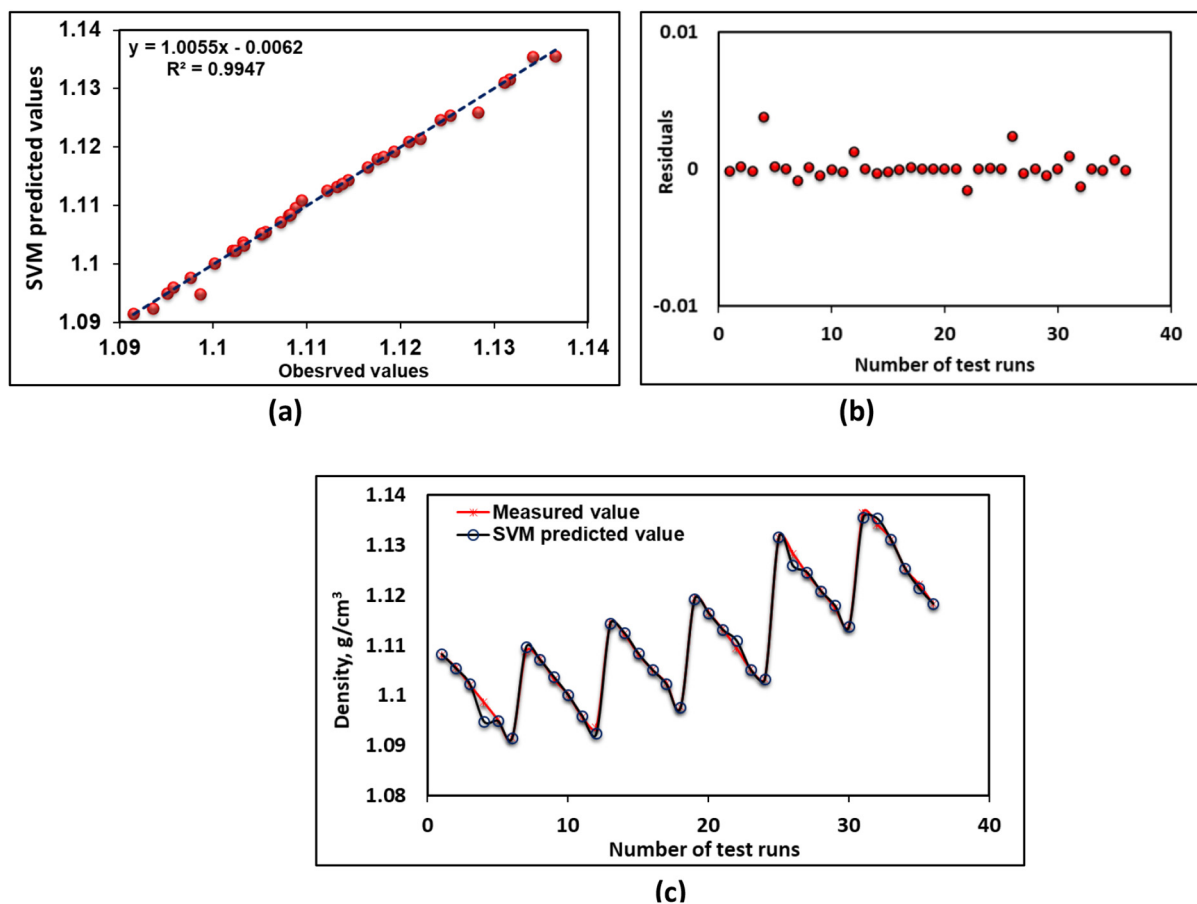 1.14
1.13
1.12
1.11
1.1
1.09
SVM predicted values
y = 1.0055x - 0.0062
R² = 0.9947
1.09 1.1 1.11 1.12 1.13 1.14
Obesrved values
(a)
0.01
0
-0.01
Residuals
0 10 20 30 40
Number of test runs
(b)
1.14
1.13
1.12
1.11
1.1
1.09
1.08
Density, g/cm³
Measured value
SVM predicted value
0 10 20 30 40
Number of test runs
(c)